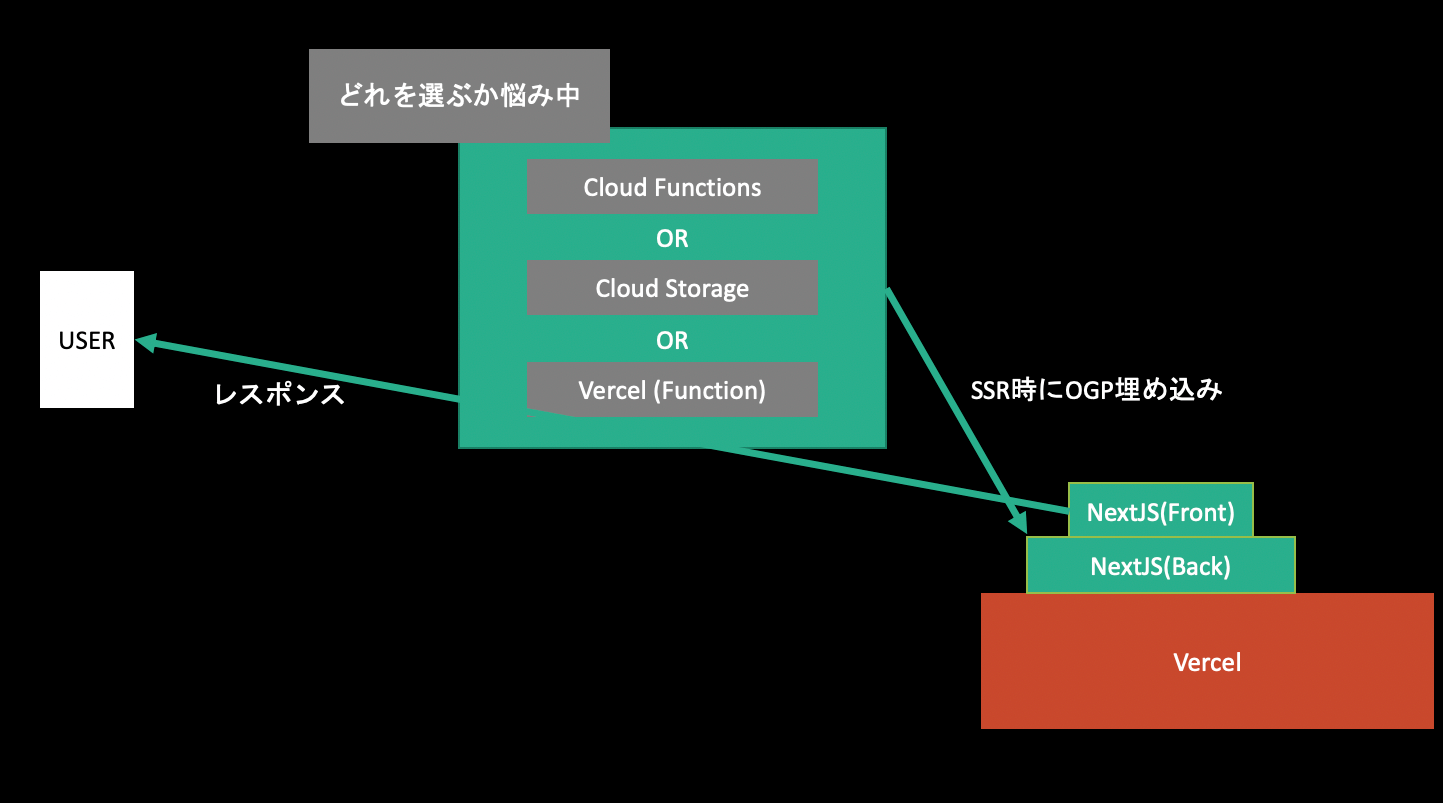 どれを選ぶか悩み中
Cloud Functions
OR
Cloud Storage
OR
Vercel (Function)
USER
レスポンス
SSR時にOGP埋め込み
NextJS(Front)
NextJS(Back)
Vercel